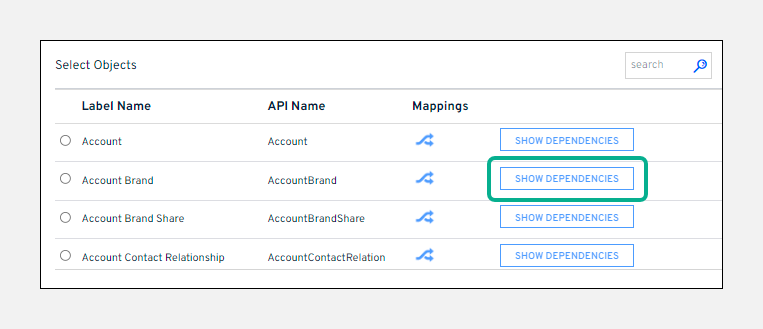 Select Objects
search
Label Name API Name Mappings
Account Account SHOW DEPENDENCIES
Account Brand AccountBrand SHOW DEPENDENCIES
Account Brand Share AccountBrandShare SHOW DEPENDENCIES
Account Contact Relationship AccountContactRelation SHOW DEPENDENCIES